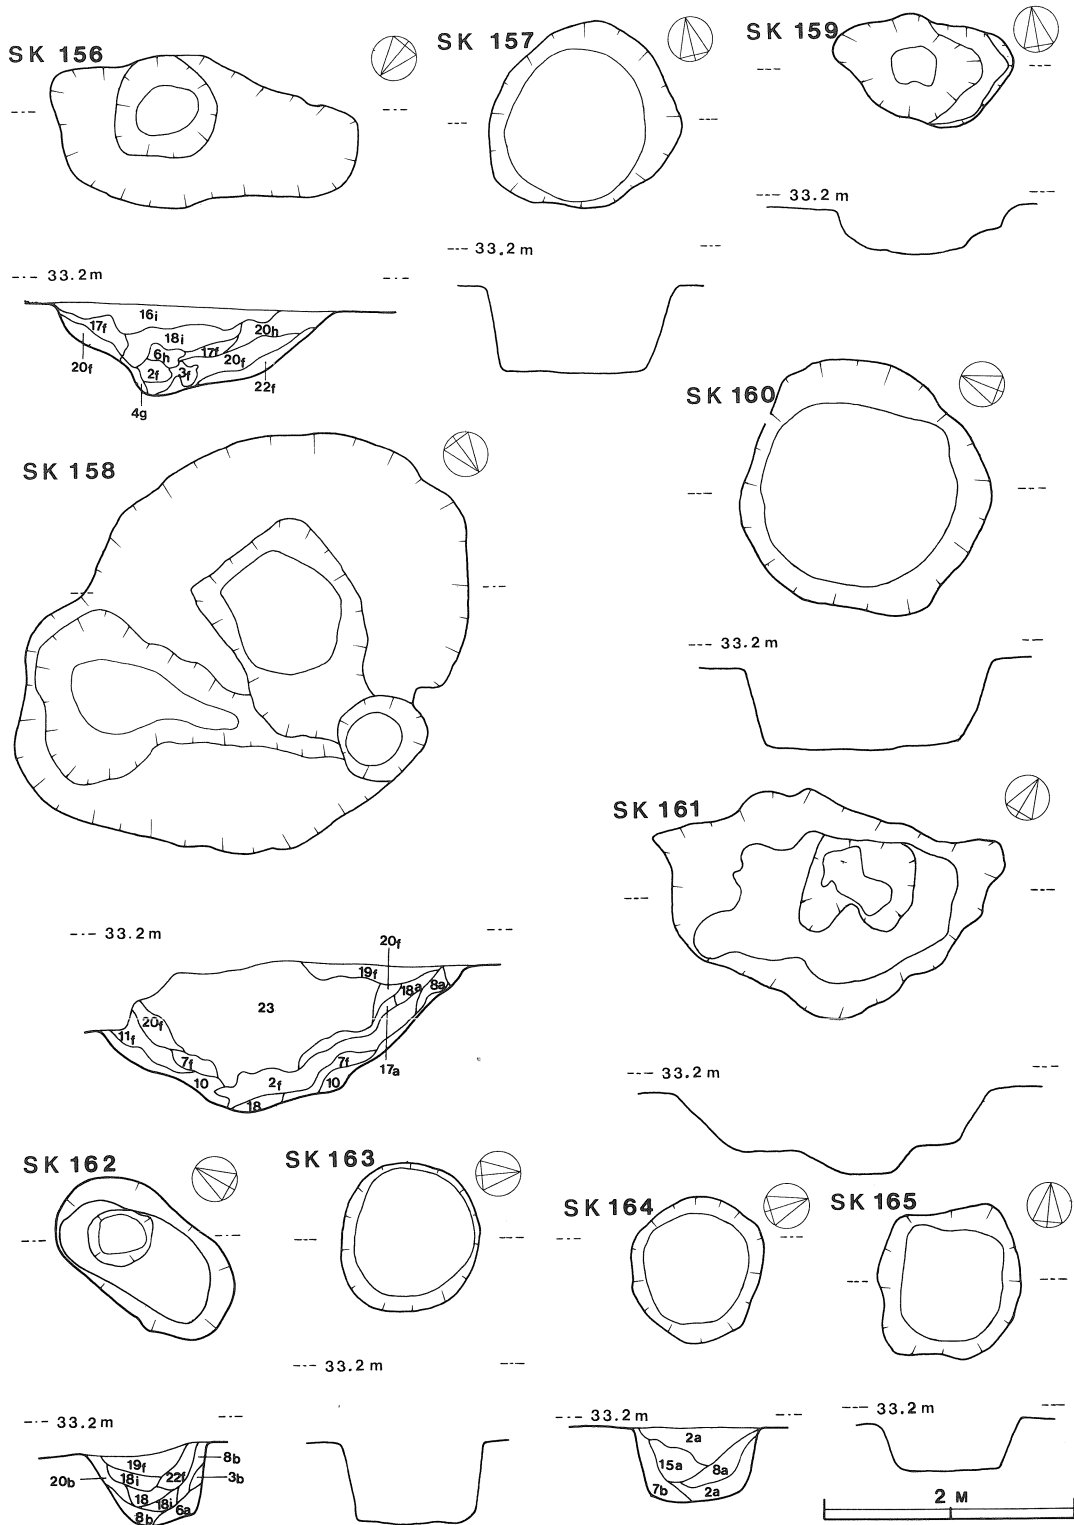 SK 156
SK 157
SK 159
33.2 m
33.2 m
33.2 m
16i
17f
18i
20h
6h
17f
20f
20f
2f
3f
22f
4g
SK 158
SK 160
33.2 m
SK 161
33.2 m
20f
19f
18a
8a
23
20f
11f
7f
7f
10
2f
10
17a
18
33.2 m
SK 162
SK 163
SK 164
SK 165
33.2 m
33.2 m
33.2 m
33.2 m
19f
8b
20b
18i
22f
3b
18
18i
6a
8b
2a
15a
8a
7b
2a
2 M